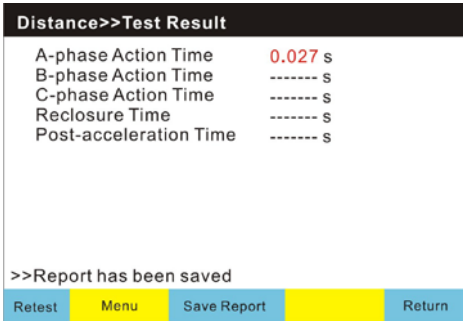 Distance>>Test Result
A-phase Action Time 0.027 s
B-phase Action Time ------- s
C-phase Action Time ------- s
Reclosure Time ------- s
Post-acceleration Time ------- s
>>Report has been saved
Retest Menu Save Report Return